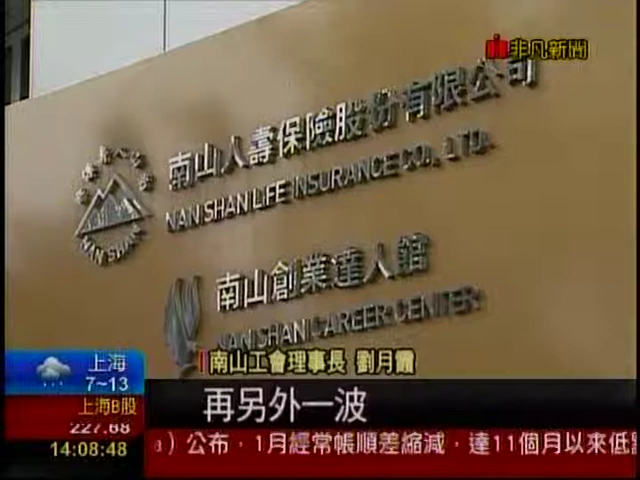 非凡新聞
南山人壽保險股份有限公司
NAN SHAN LIFE INSURANCE CO., LTD.
NAN SHAN
南山創業達人館
NANSHAN CAREER CENTER
南山工會理事長 劉月霞
上海
7~13
再另外一波
上海B股
227.68
14:08:48
a）公布，1月經常帳順差縮減，達11個月以來低